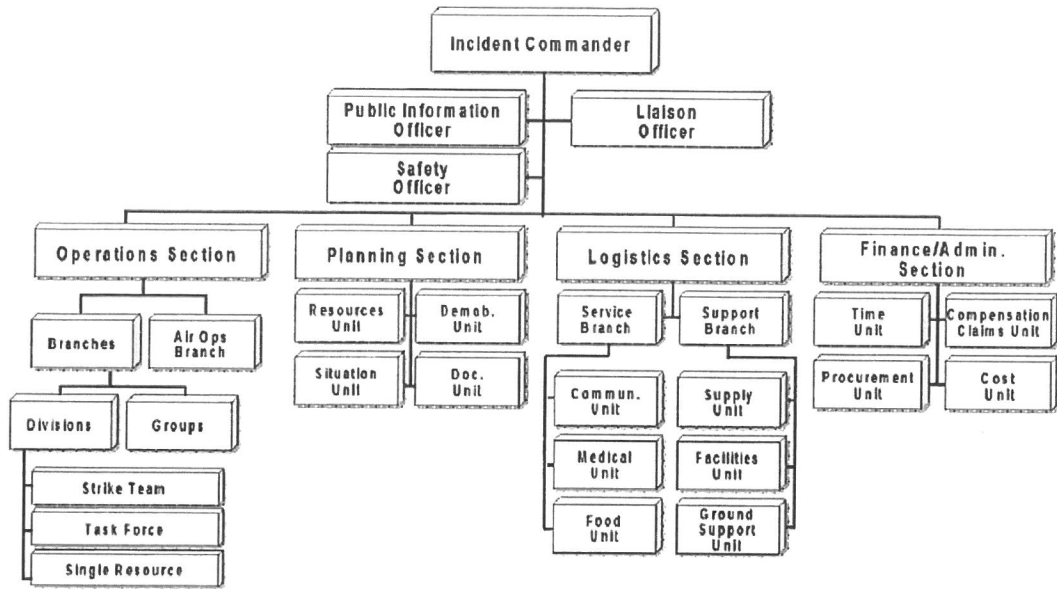 Incident Commander
Public Information
Officer
Liaison
Officer
Safety
Officer
Operations Section
Planning Section
Logistics Section
Finance/Admin.
Section
Branches
Air Ops
Branch
Resources
Unit
Demob.
Unit
Situation
Unit
Doc.
Unit
Service
Branch
Support
Branch
Time
Unit
Compensation
Claims Unit
Procurement
Unit
Cost
Unit
Divisions
Groups
Strike Team
Task Force
Single Resource
Commun.
Unit
Supply
Unit
Medical
Unit
Facilities
Unit
Food
Unit
Ground
Support
Unit